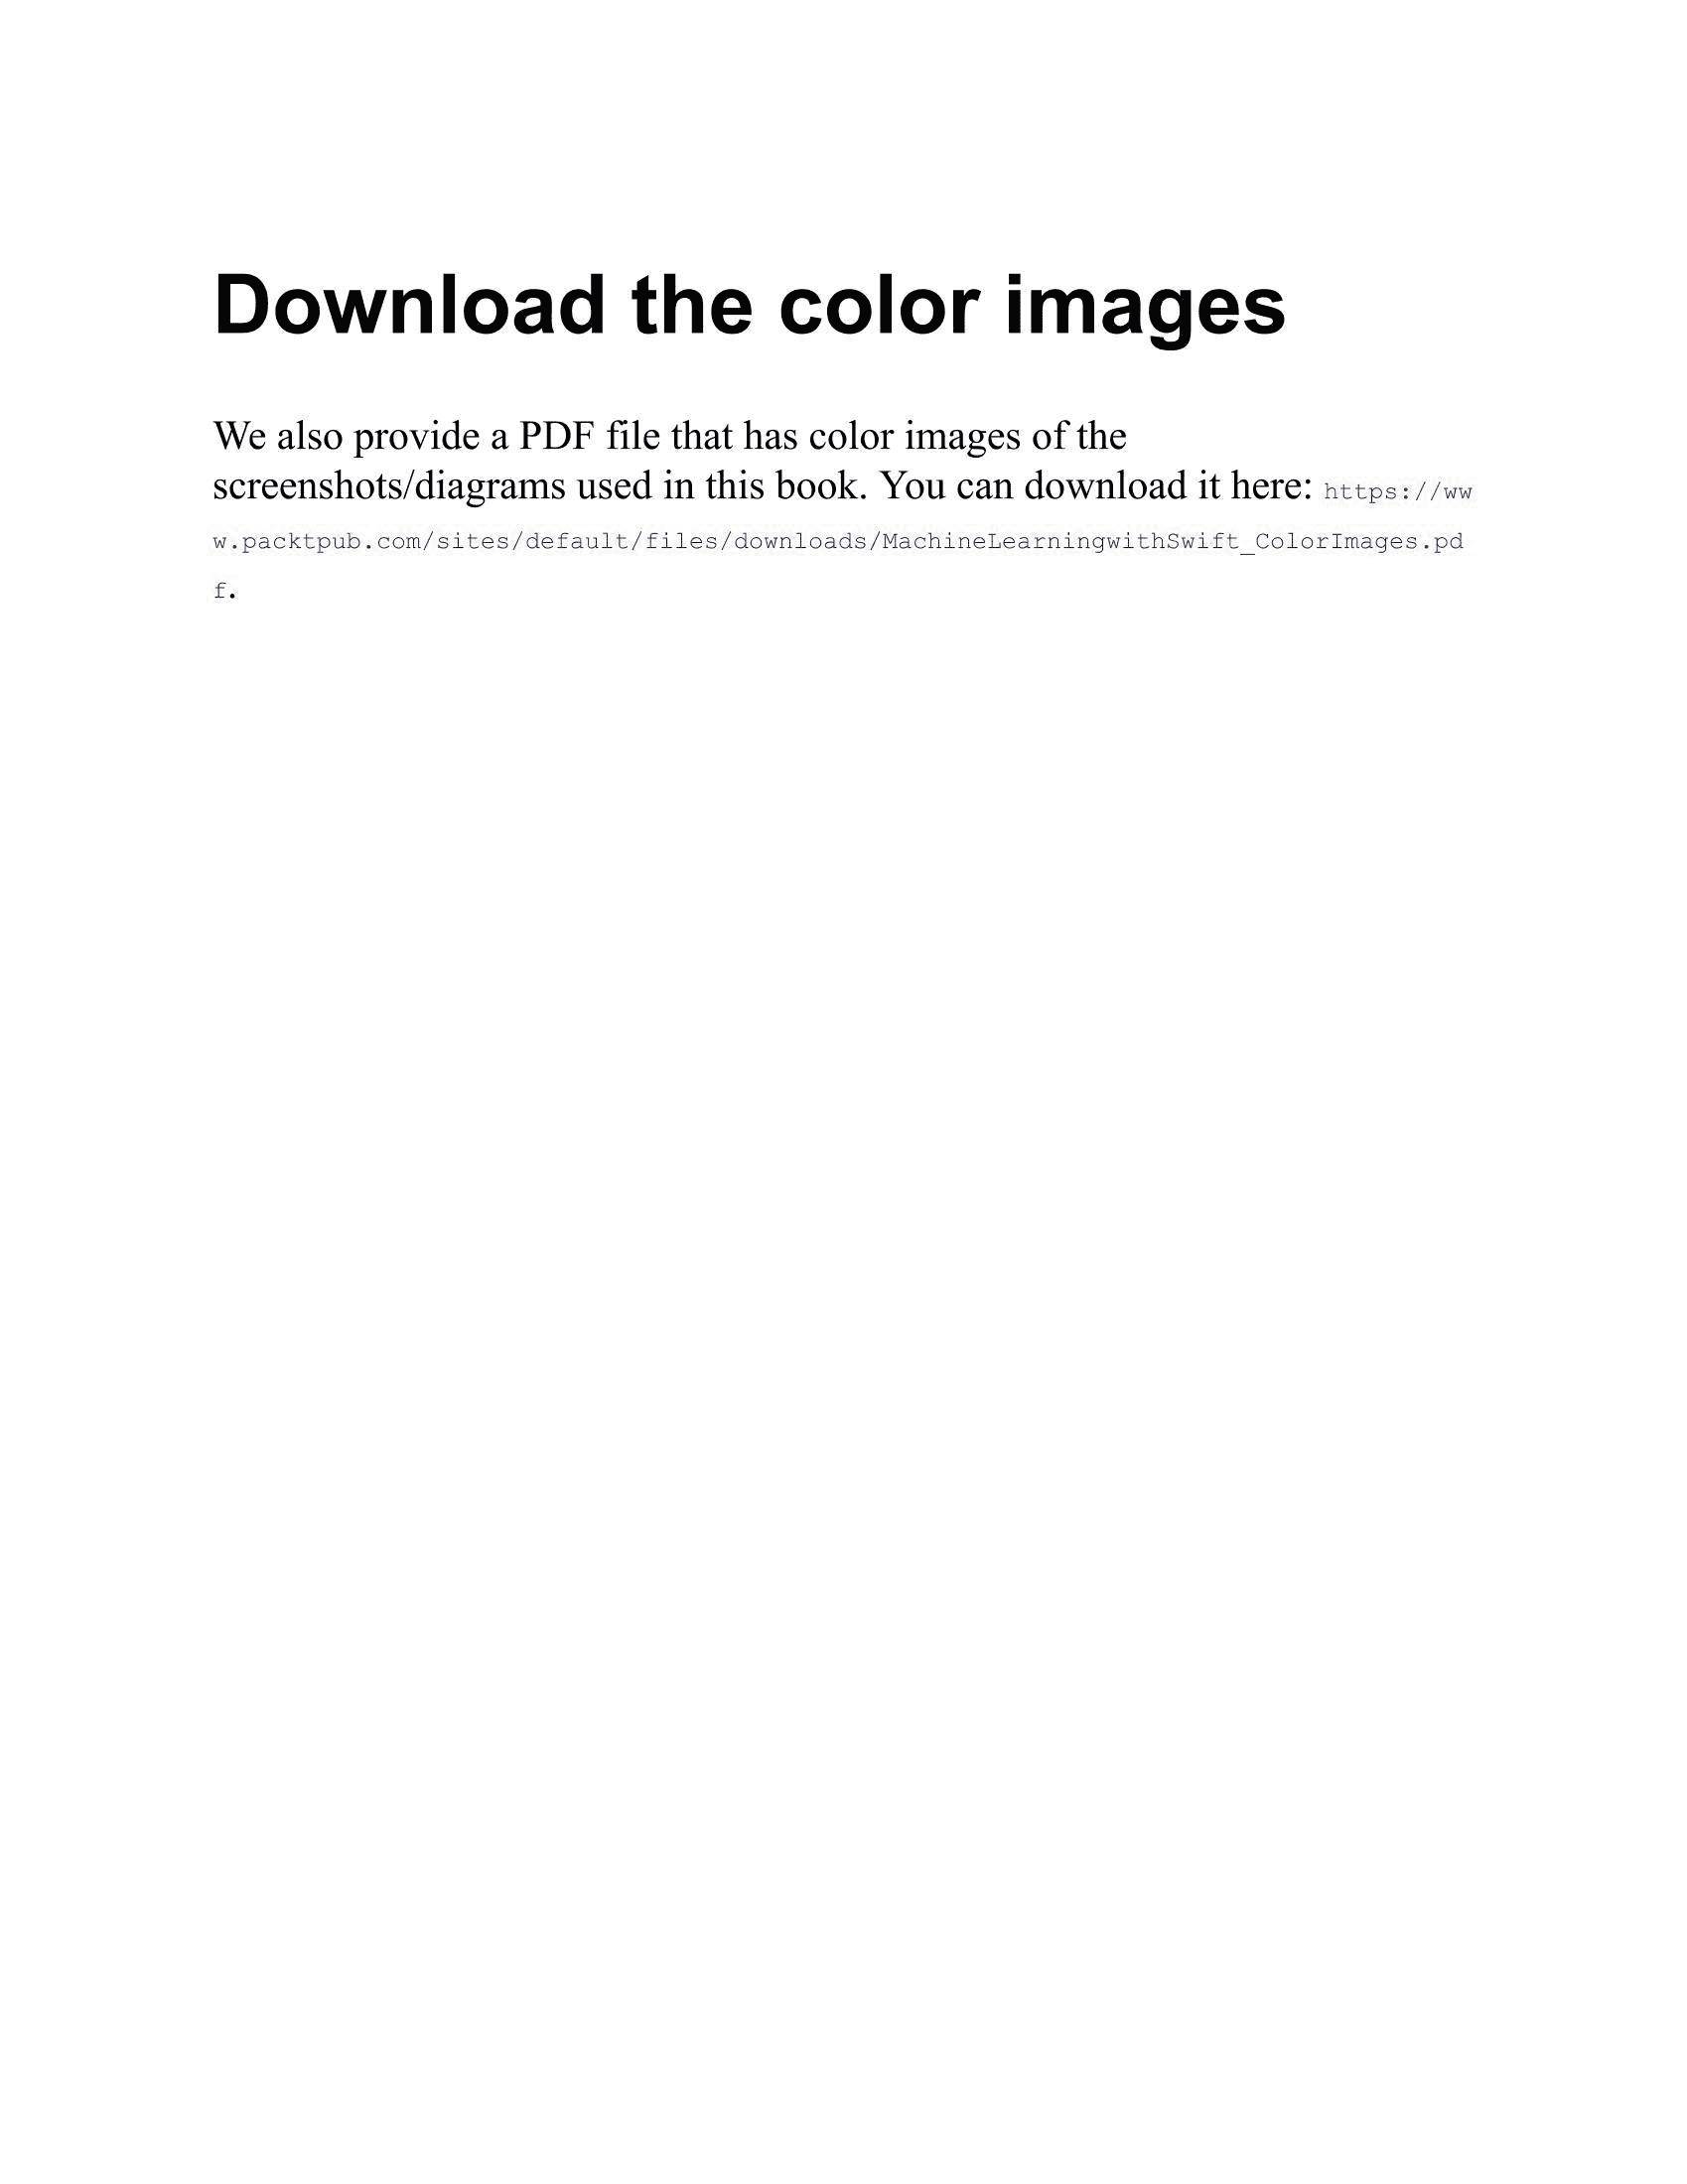 Download the color images
We also provide a PDF file that has color images of the
screenshots/diagrams used in this book. You can download it here: https://ww
w.packtpub.com/sites/default/files/downloads/MachineLearningwithSwift_ColorImages.pd
f.